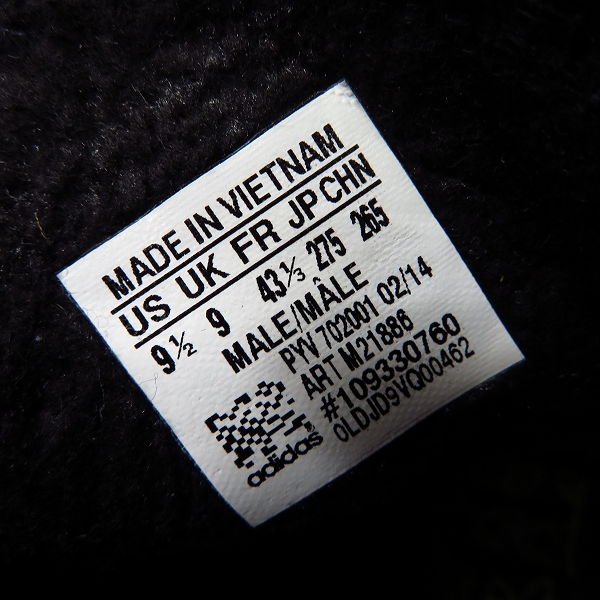 MADE IN VIETNAM
US UK FR JP CHN
9½ 9 43⅓ 275 265
MALE/MÂLE
PYV 702001 02/14
ART M21886
#109330760
0LDJD9VQ00462
adidas